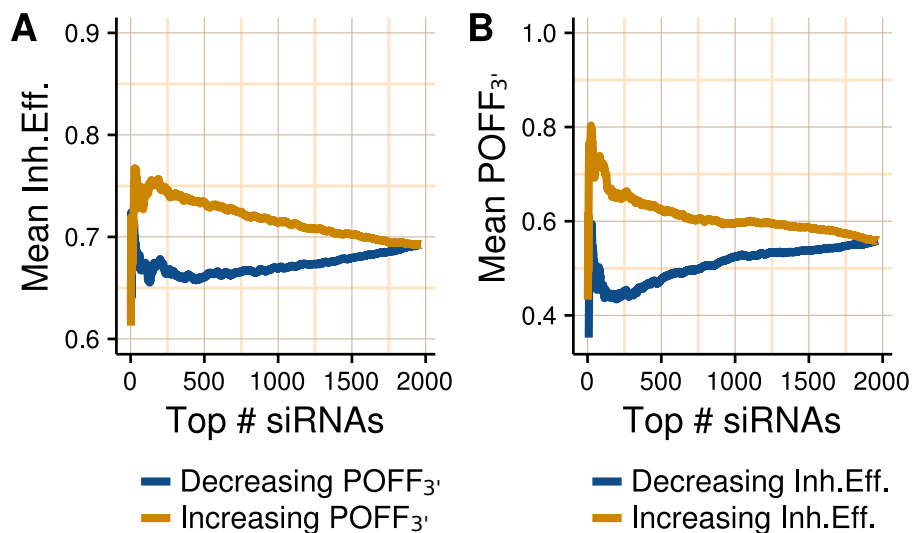 A
Mean Inh.Eff.
0.9
0.8
0.7
0.6
0 500 1000 1500 2000
Top # siRNAs
Decreasing POFF3'
Increasing POFF3'
B
Mean POFF3'
1.0
0.8
0.6
0.4
0 500 1000 1500 2000
Top # siRNAs
Decreasing Inh.Eff.
Increasing Inh.Eff.